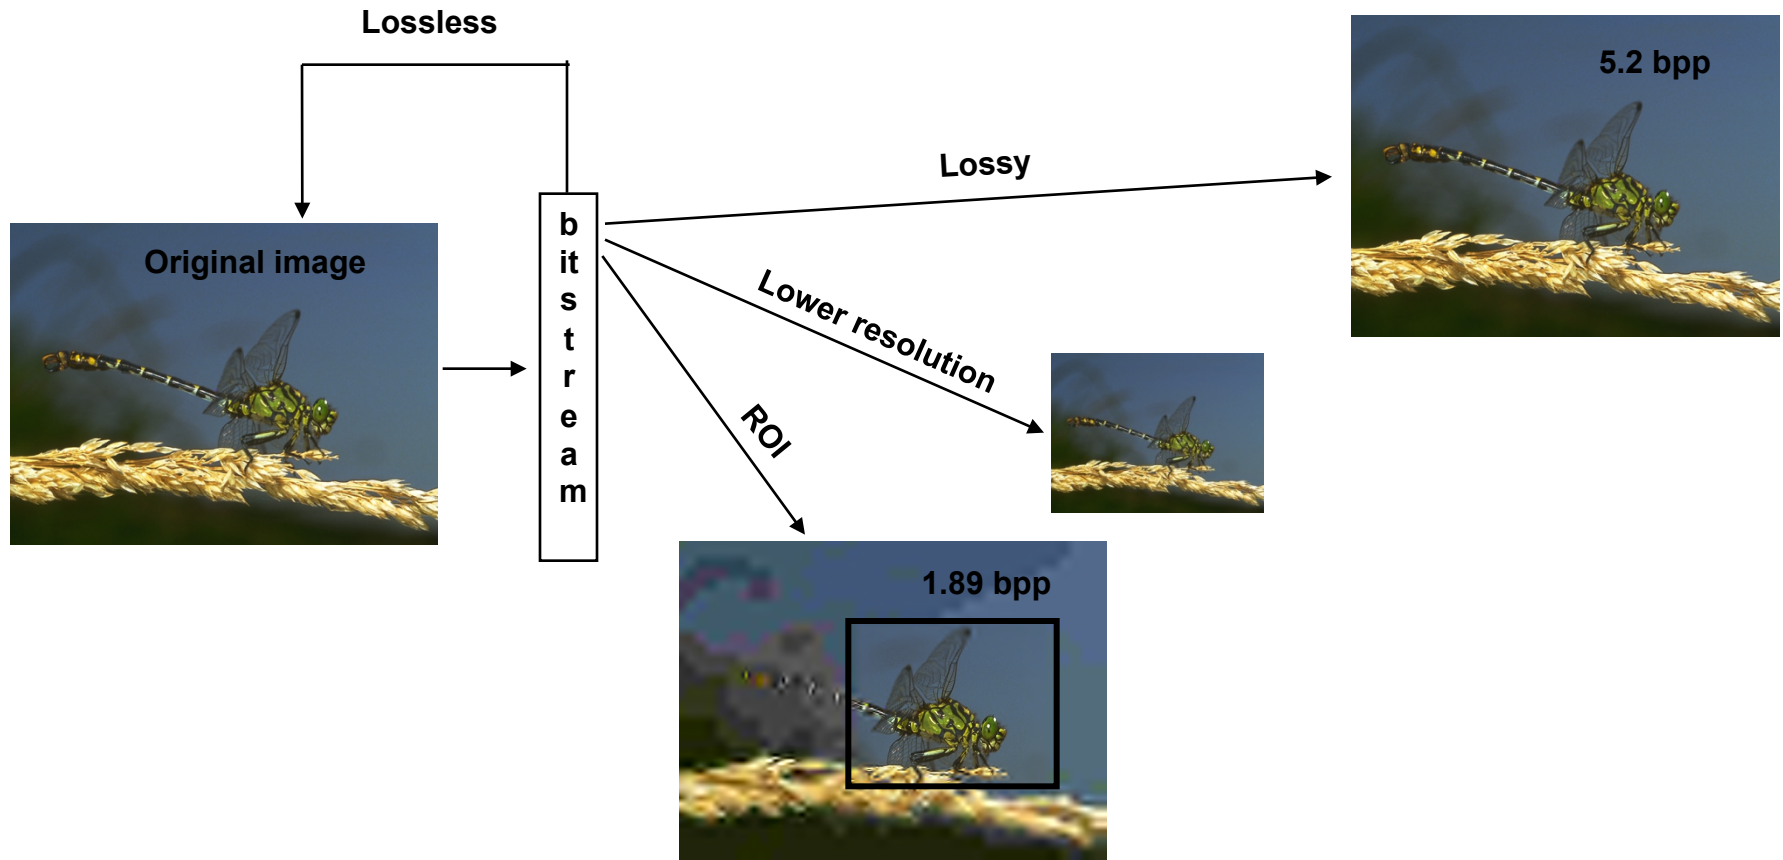 Lossless
5.2 bpp
Lossy
Original image
b
it
s
t
r
e
a
m
Lower resolution
ROI
1.89 bpp